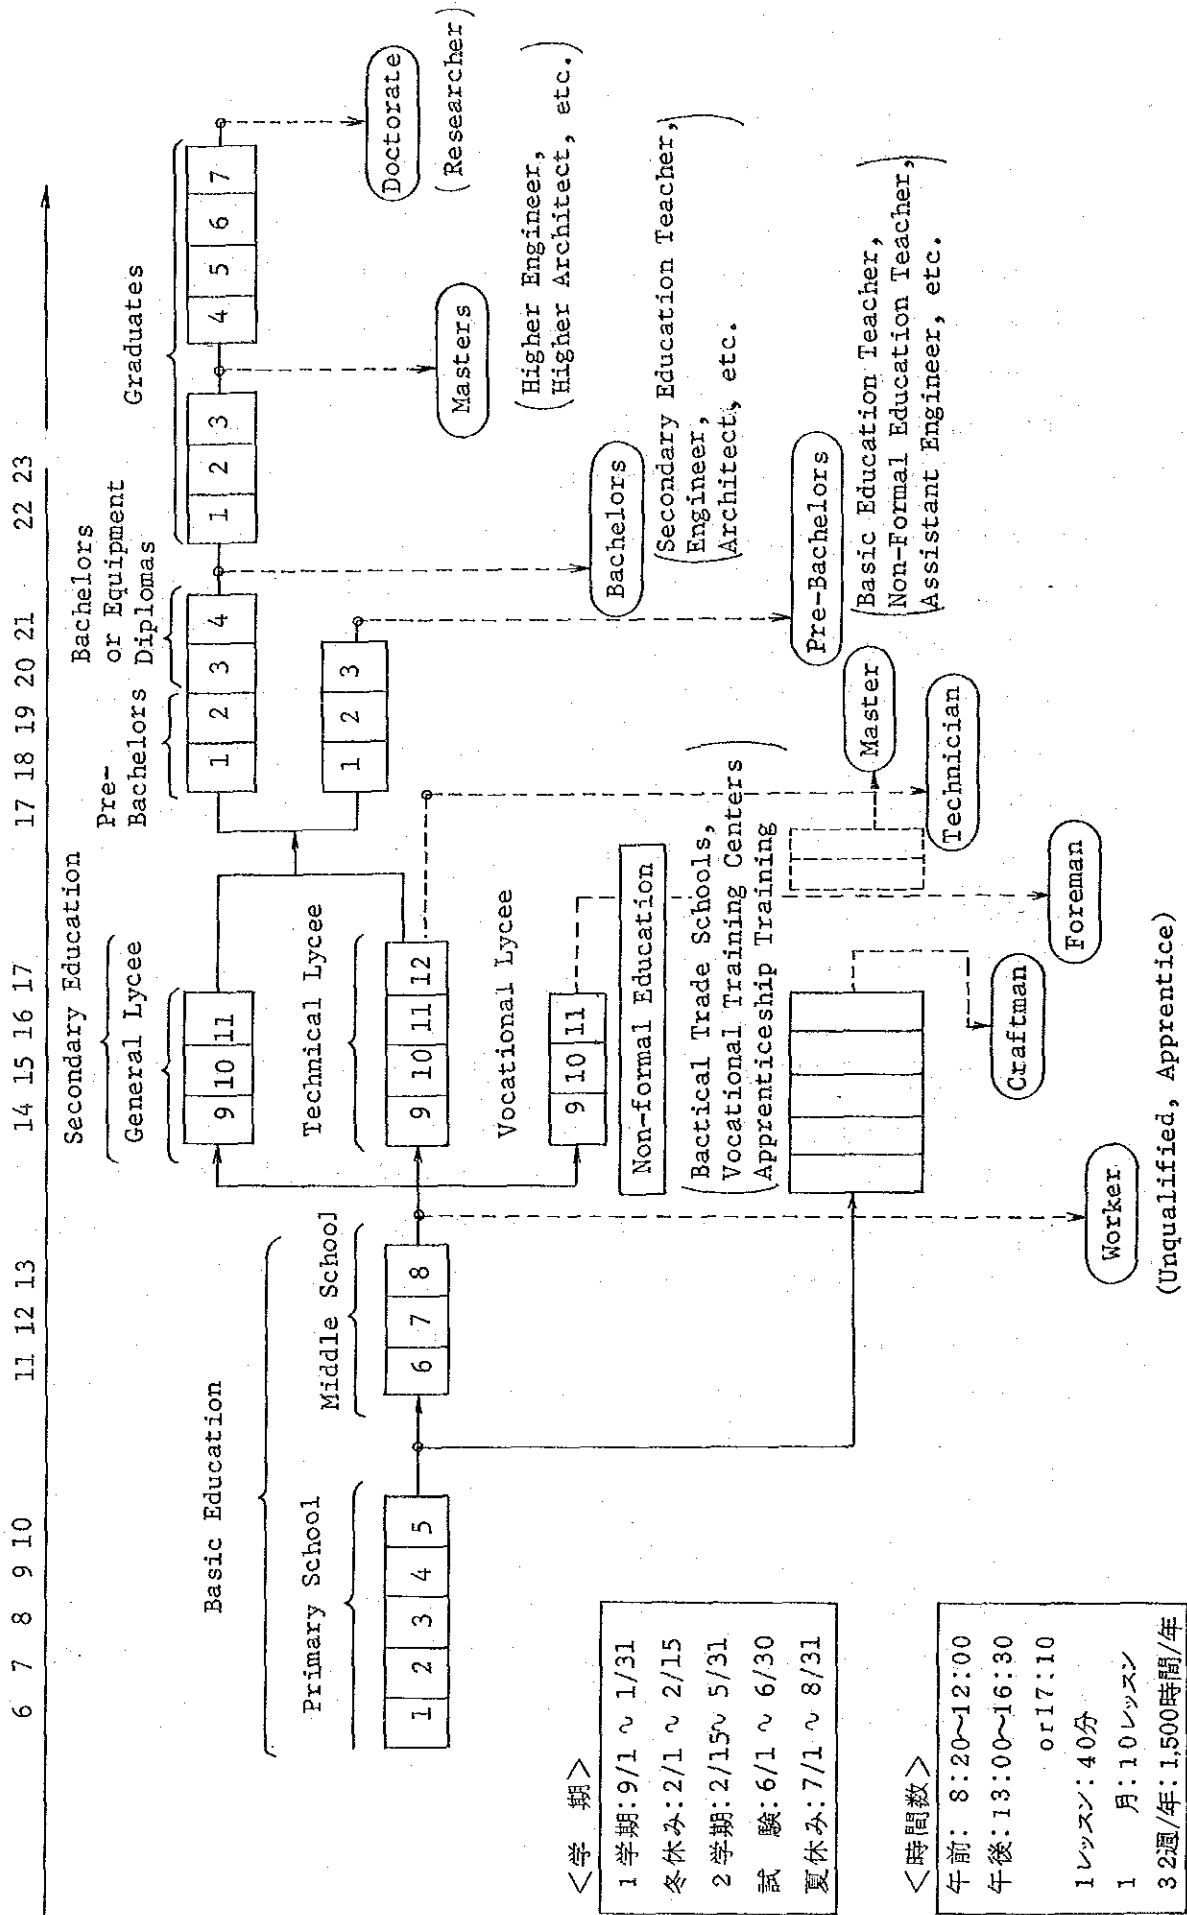 6 7 8 9 10 11 12 13 14 15 16 17 17 18 19 20 21 22 23
Basic Education
Primary School
1 2 3 4 5
Middle School
6 7 8
Secondary Education
General Lycee
9 10 11
Technical Lycee
9 10 11 12
Vocational Lycee
9 10 11
Non-formal Education
(Bactical Trade Schools,
Vocational Training Centers
Apprenticeship Training)
Pre-
Bachelors
1 2
Bachelors
or Equipment
Diplomas
3 4
1 2 3
Graduates
1 2 3
4 5 6 7
Doctorate
(Researcher)
Masters
(Higher Engineer,
Higher Architect, etc.)
Bachelors
(Secondary Education Teacher,
Engineer,
Architect, etc.)
Pre-Bachelors
(Basic Education Teacher,
Non-Formal Education Teacher,
Assistant Engineer, etc.)
Master
Technician
Foreman
Craftman
Worker
(Unqualified, Apprentice)
<学 期>
1学期:9/1 ~ 1/31
冬休み:2/1 ~ 2/15
2学期:2/15~ 5/31
試 験:6/1 ~ 6/30
夏休み:7/1 ~ 8/31
<時間数>
午前: 8:20~12:00
午後:13:00~16:30
or17:10
1レッスン:40分
1 月:10レッスン
32週/年:1,500時間/年